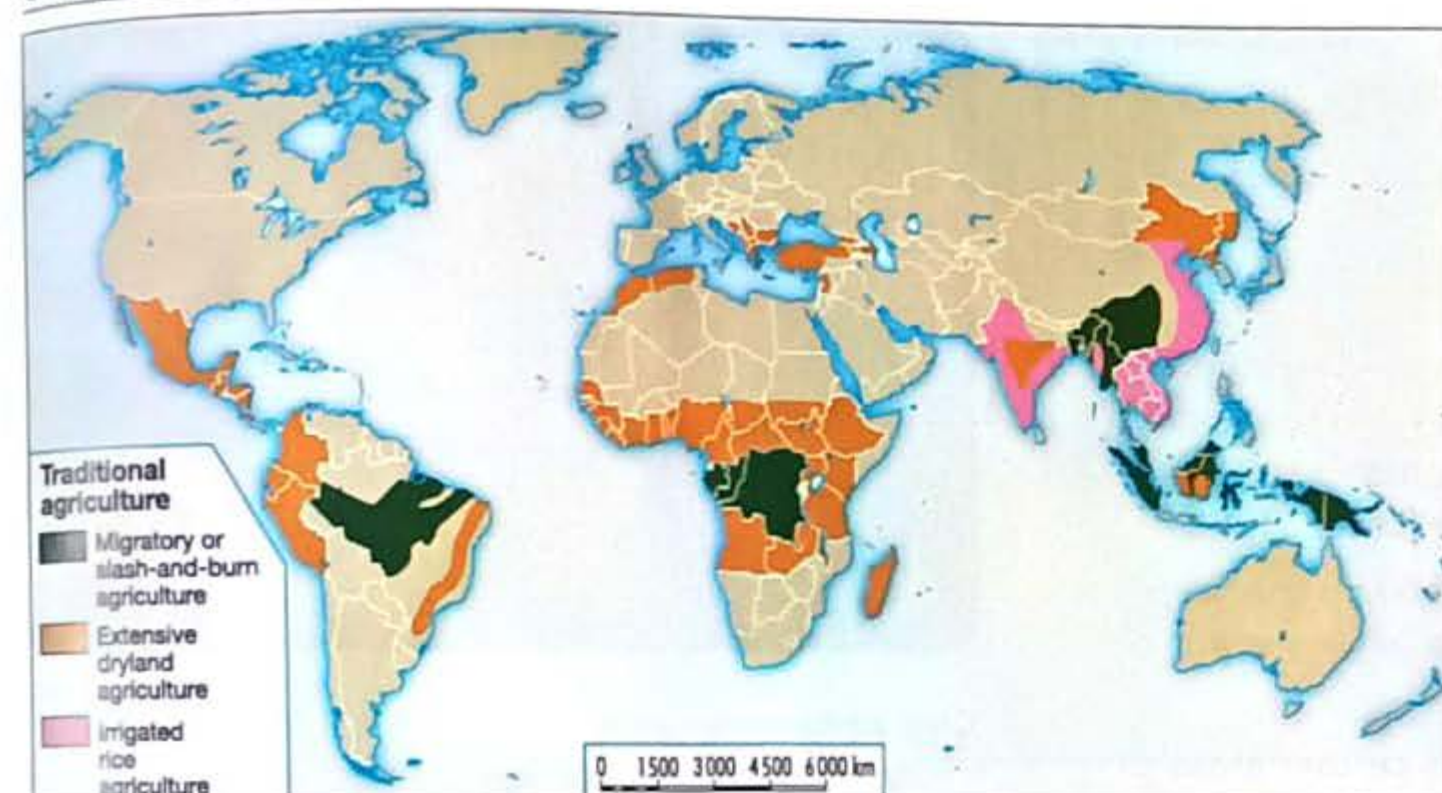 Traditional
agriculture
Migratory or
slash-and-burn
agriculture
Extensive
dryland
agriculture
Irrigated
rice
agriculture
0 1500 3000 4500 6000 km